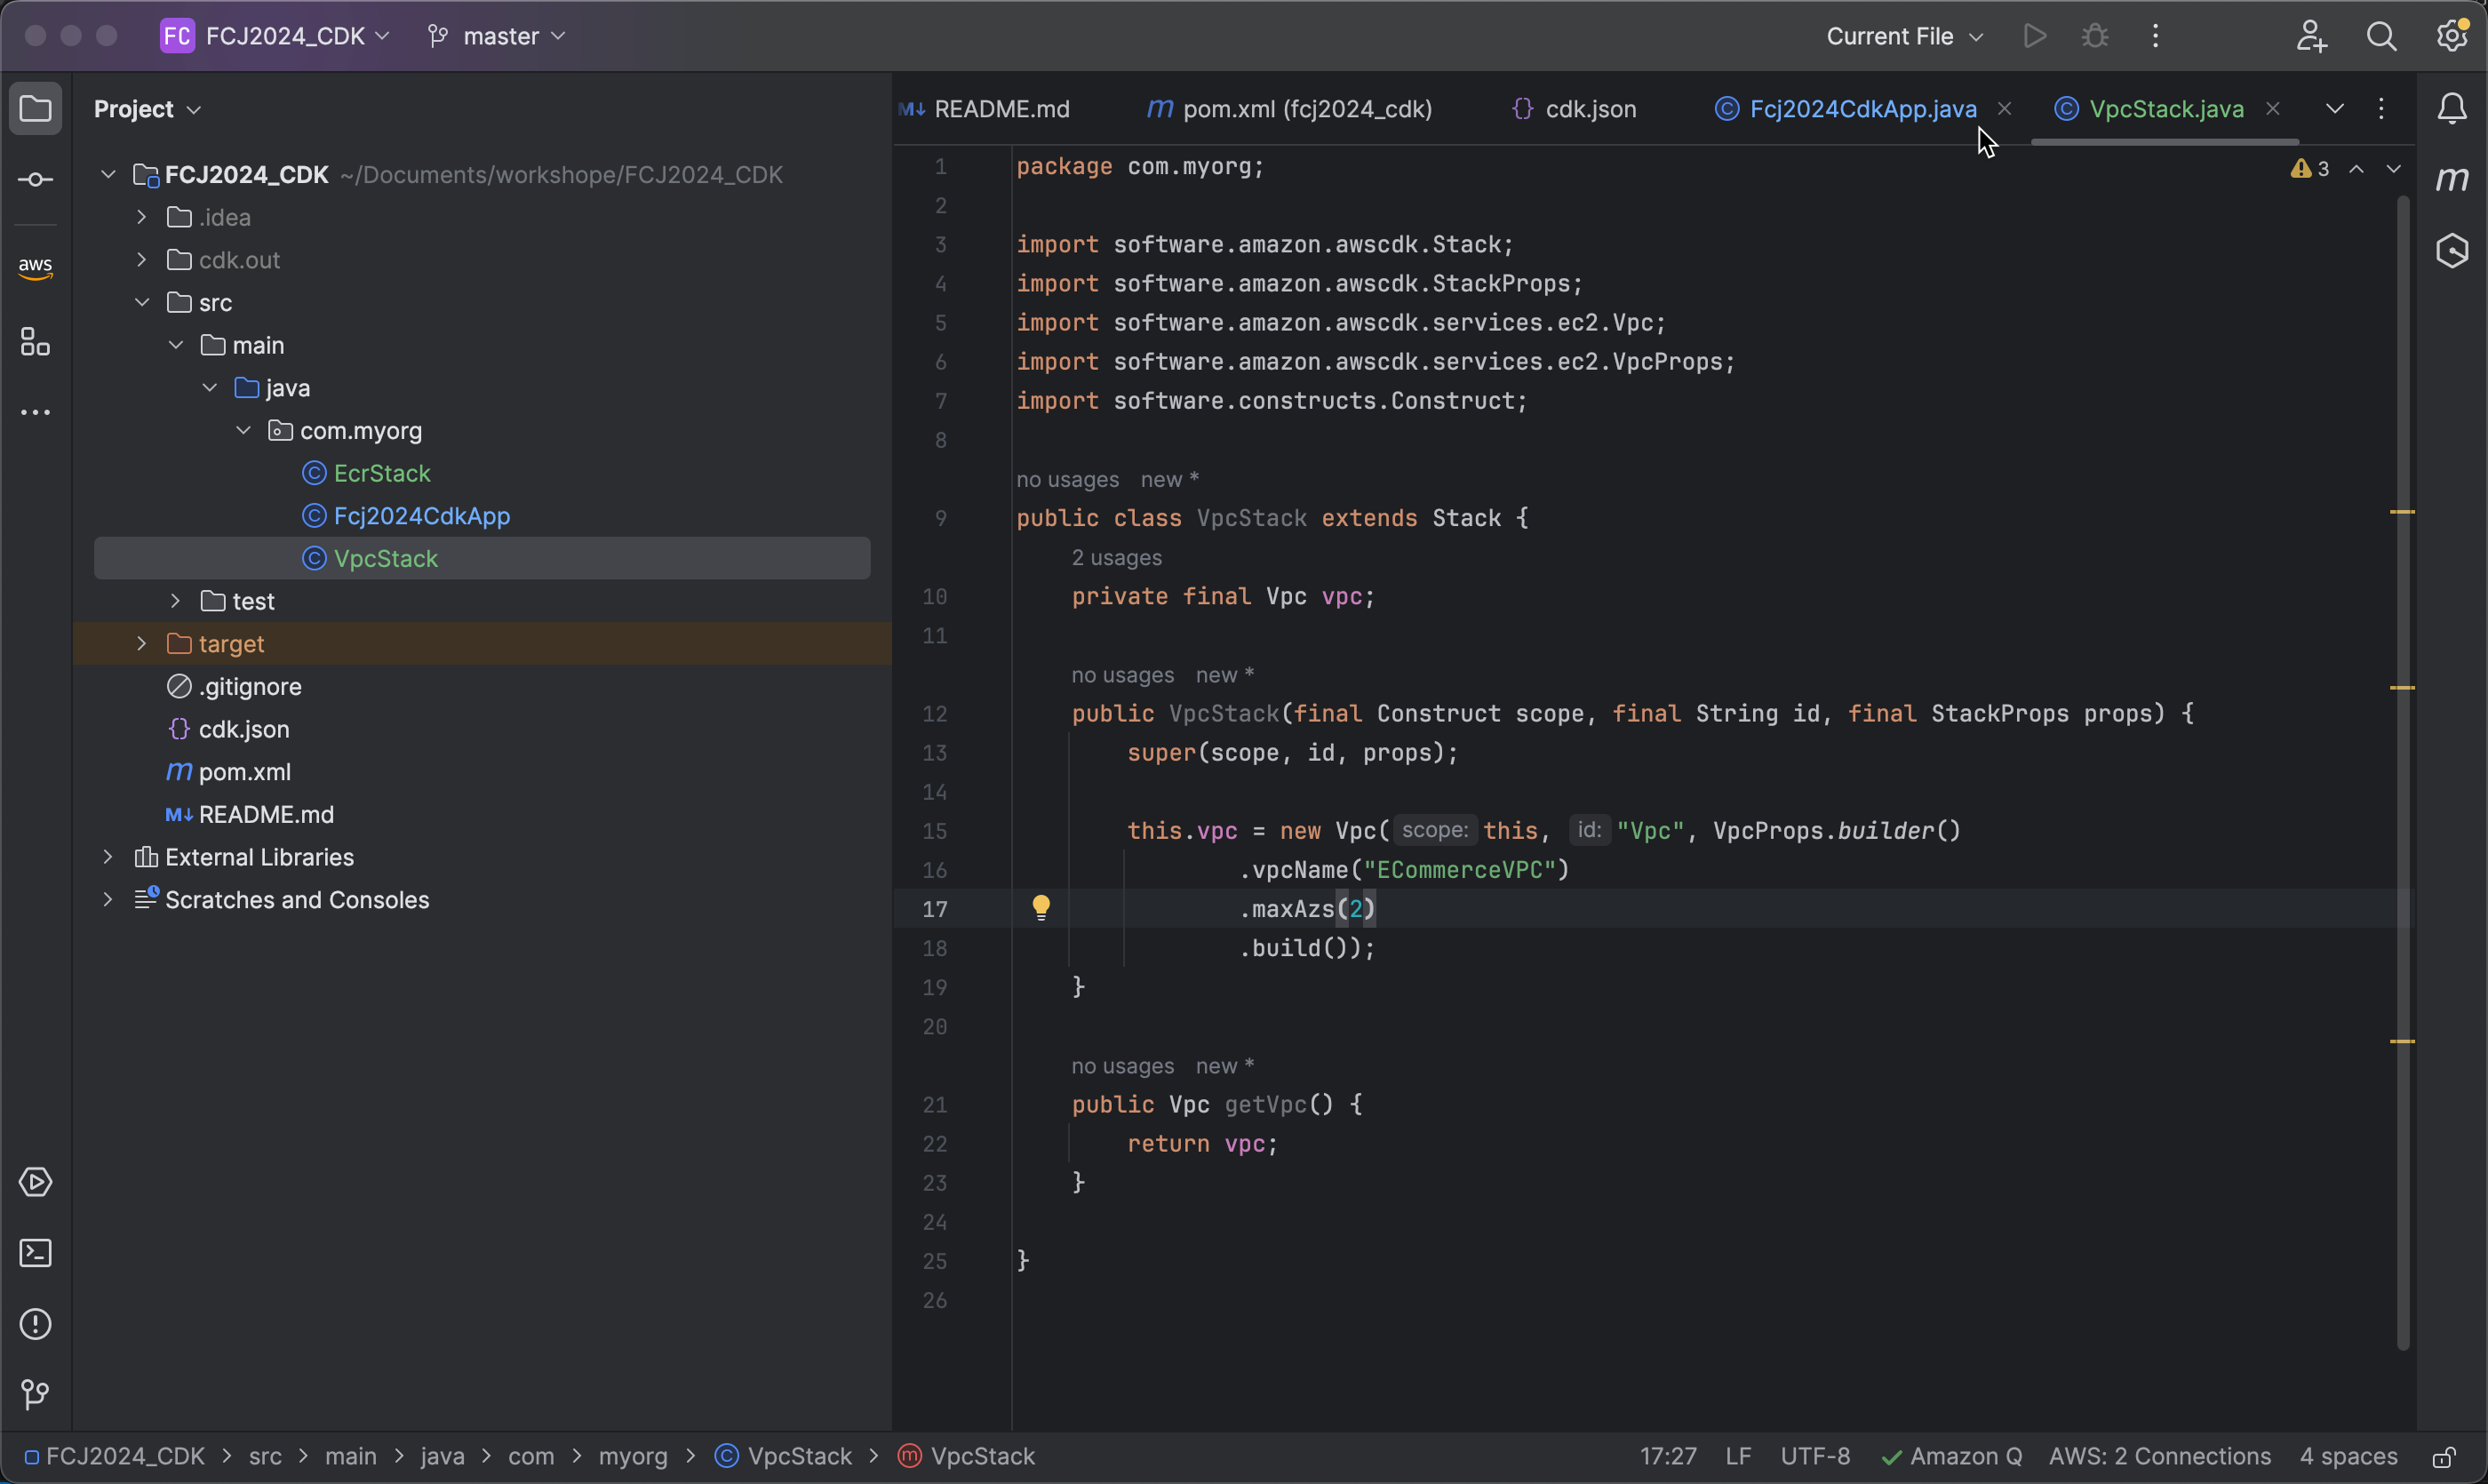 FC FCJ2024_CDK master Current File
Project
FCJ2024_CDK ~/Documents/workshope/FCJ2024_CDK
.idea
cdk.out
src
main
java
com.myorg
EcrStack
Fcj2024CdkApp
VpcStack
test
target
.gitignore
cdk.json
pom.xml
README.md
External Libraries
Scratches and Consoles
aws
README.md pom.xml (fcj2024_cdk) cdk.json Fcj2024CdkApp.java VpcStack.java
3
1 package com.myorg;
2
3 import software.amazon.awscdk.Stack;
4 import software.amazon.awscdk.StackProps;
5 import software.amazon.awscdk.services.ec2.Vpc;
6 import software.amazon.awscdk.services.ec2.VpcProps;
7 import software.constructs.Construct;
8
no usages new *
9 public class VpcStack extends Stack {
2 usages
10 private final Vpc vpc;
11
no usages new *
12 public VpcStack(final Construct scope, final String id, final StackProps props) {
13 super(scope, id, props);
14
15 this.vpc = new Vpc( scope: this, id: "Vpc", VpcProps.builder()
16 .vpcName("ECommerceVPC")
17 .maxAzs(2)
18 .build());
19 }
20
no usages new *
21 public Vpc getVpc() {
22 return vpc;
23 }
24
25 }
26
FCJ2024_CDK > src > main > java > com > myorg > VpcStack > VpcStack 17:27 LF UTF-8 Amazon Q AWS: 2 Connections 4 spaces